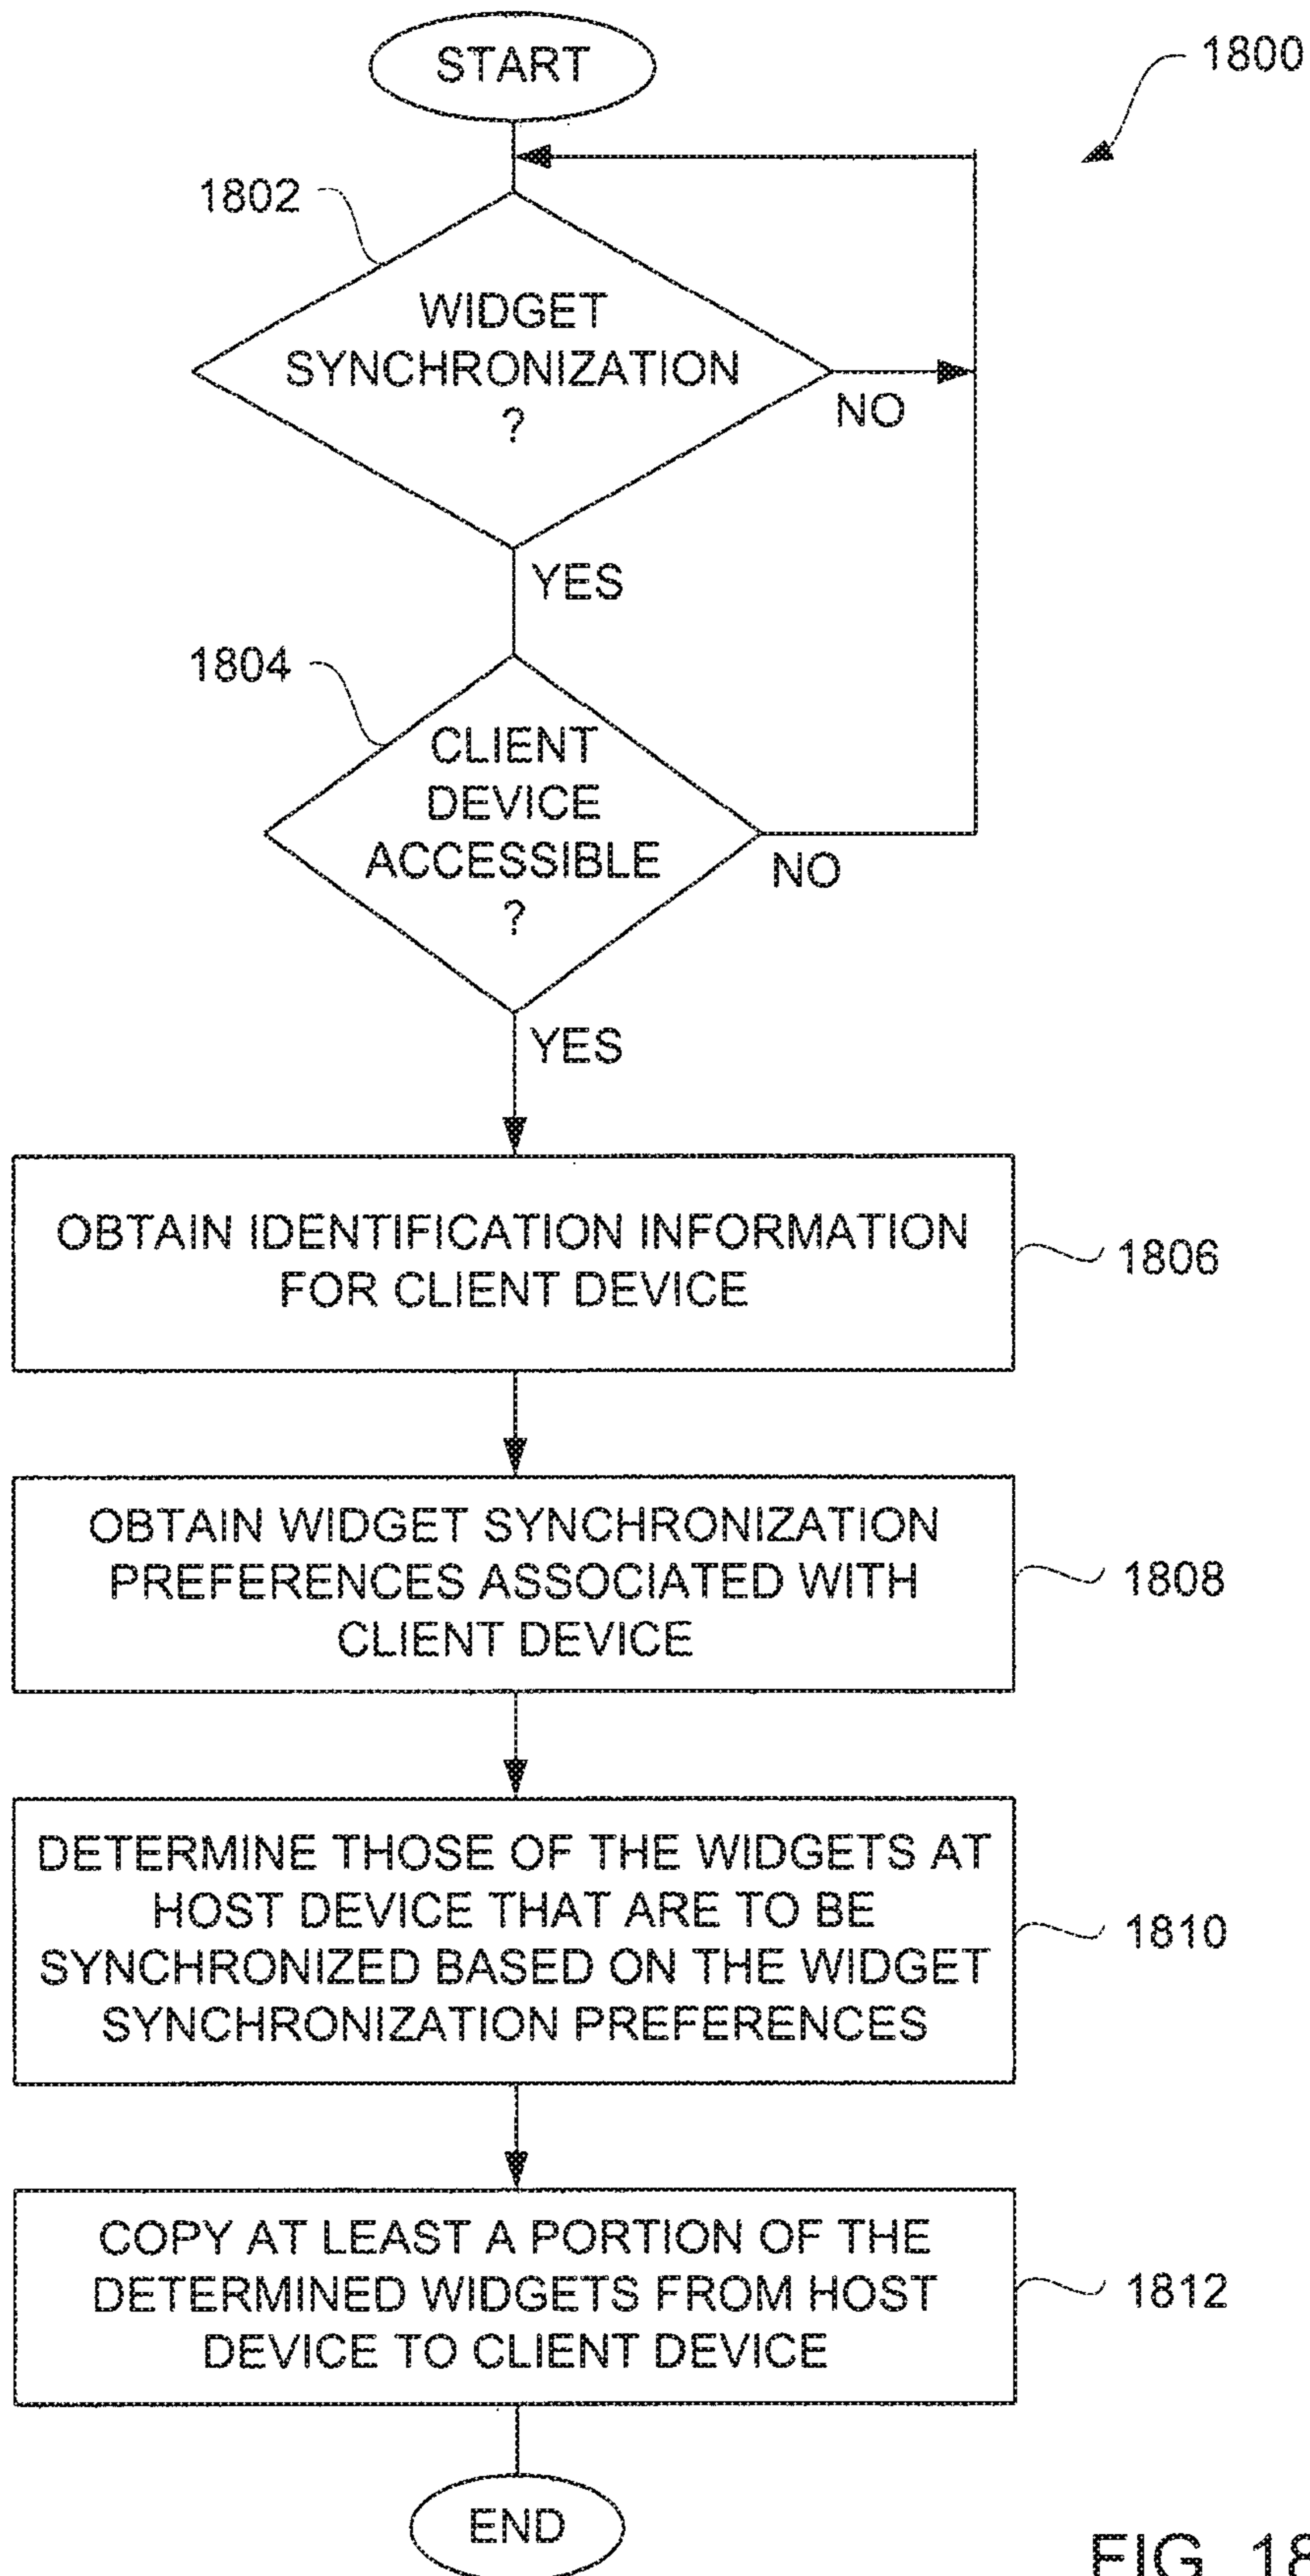 START
1800
1802
WIDGET
SYNCHRONIZATION
?
NO
YES
1804
CLIENT
DEVICE
ACCESSIBLE
?
NO
YES
OBTAIN IDENTIFICATION INFORMATION
FOR CLIENT DEVICE
1806
OBTAIN WIDGET SYNCHRONIZATION
PREFERENCES ASSOCIATED WITH
CLIENT DEVICE
1808
DETERMINE THOSE OF THE WIDGETS AT
HOST DEVICE THAT ARE TO BE
SYNCHRONIZED BASED ON THE WIDGET
SYNCHRONIZATION PREFERENCES
1810
COPY AT LEAST A PORTION OF THE
DETERMINED WIDGETS FROM HOST
DEVICE TO CLIENT DEVICE
1812
END
FIG. 18